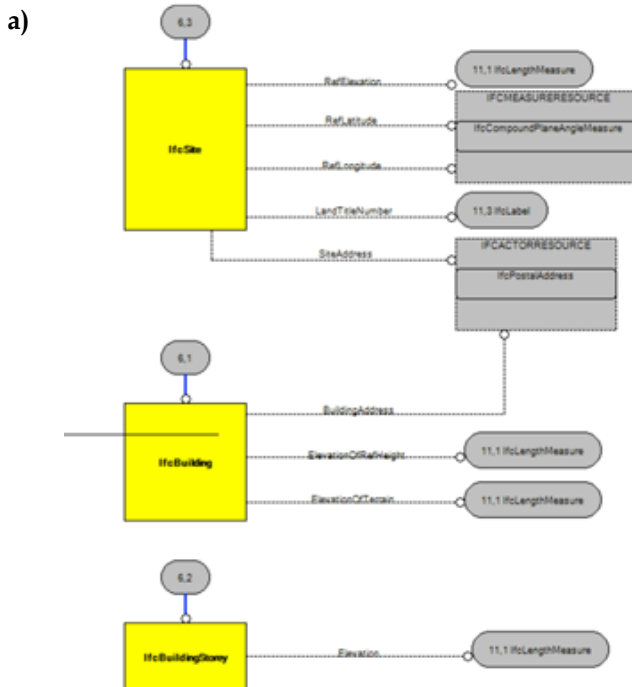 a)
6,3
IfcSite
RefElevation
11,1 IfcLengthMeasure
IFCMEASURERESOURCE
RefLatitude
IfcCompoundPlaneAngleMeasure
RefLongitude
LandTitleNumber
11,3 IfcLabel
SiteAddress
IFCACTORRESOURCE
IfcPostalAddress
6,1
IfcBuilding
BuildingAddress
ElevationOfRefHeight
11,1 IfcLengthMeasure
ElevationOfTerrain
11,1 IfcLengthMeasure
6,2
IfcBuildingStorey
Elevation
11,1 IfcLengthMeasure